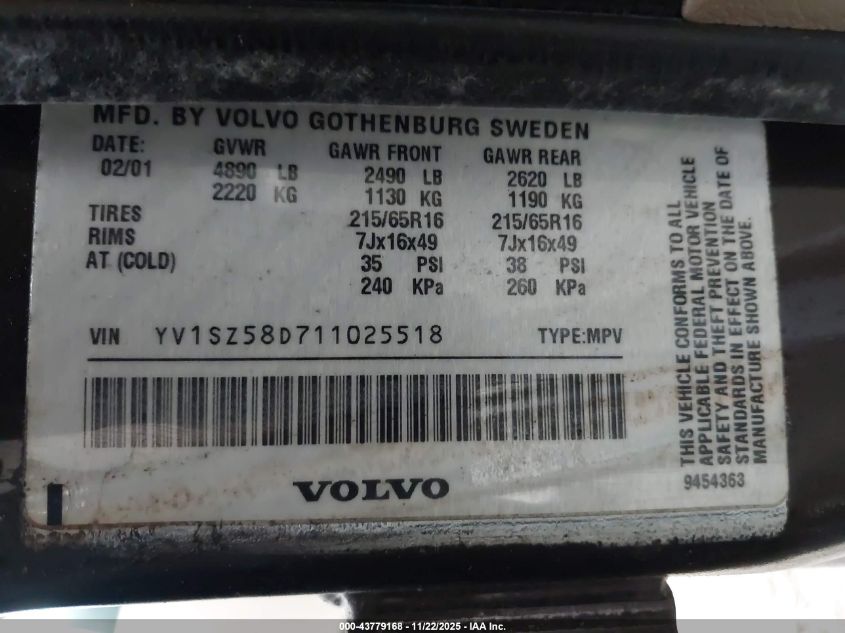 MFD. BY VOLVO GOTHENBURG SWEDEN
DATE: GVWR GAWR FRONT GAWR REAR
02/01 4890 LB 2490 LB 2620 LB
2220 KG 1130 KG 1190 KG
TIRES 215/65R16 215/65R16
RIMS 7Jx16x49 7Jx16x49
AT (COLD) 35 PSI 38 PSI
240 KPa 260 KPa
VIN YV1SZ58D711025518 TYPE:MPV
VOLVO
THIS VEHICLE CONFORMS TO ALL
APPLICABLE FEDERAL MOTOR VEHICLE
SAFETY AND THEFT PREVENTION
STANDARDS IN EFFECT ON THE DATE OF
MANUFACTURE SHOWN ABOVE.
9454363
000-43779168 - 11/22/2025 - IAA Inc.